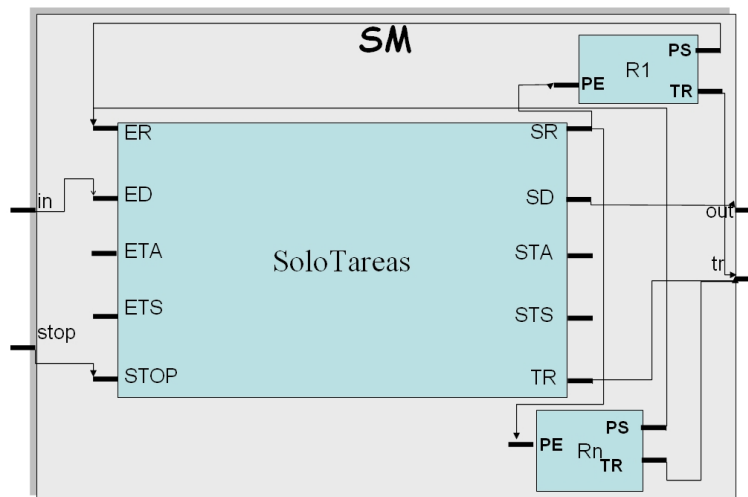 SM
PS
R1
PE
TR
ER
SR
in
ED
SD
out
ETA
SoloTareas
STA
tr
ETS
STS
stop
STOP
TR
PS
PE
Rn
TR